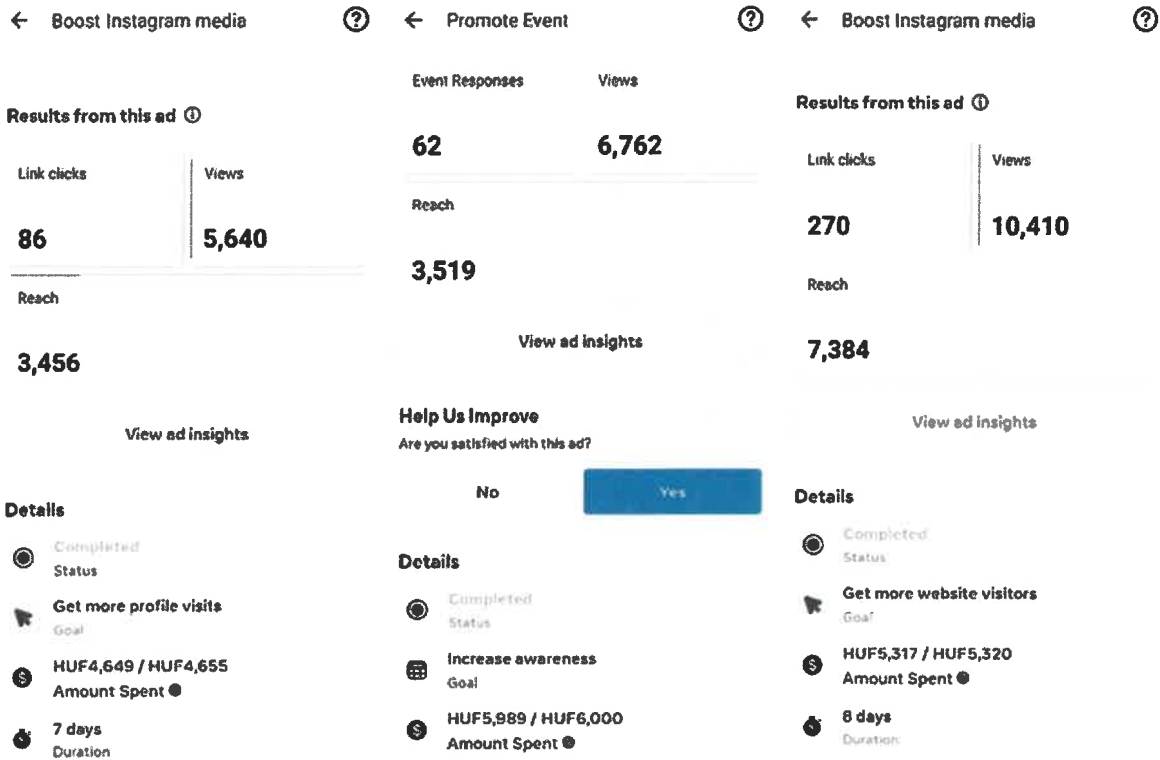 ← Boost Instagram media
Results from this ad
Link clicks
Views
86
5,640
Reach
3,456
View ad insights
Details
Completed
Status
Get more profile visits
Goal
HUF4,649 / HUF4,655
Amount Spent
7 days
Duration
← Promote Event
Event Responses
Views
62
6,762
Reach
3,519
View ad insights
Help Us Improve
Are you satisfied with this ad?
No
Yes
Details
Completed
Status
Increase awareness
Goal
HUF5,989 / HUF6,000
Amount Spent
← Boost Instagram media
Results from this ad
Link clicks
Views
270
10,410
Reach
7,384
View ad insights
Details
Completed
Status
Get more website visitors
Goal
HUF5,317 / HUF5,320
Amount Spent
8 days
Duration